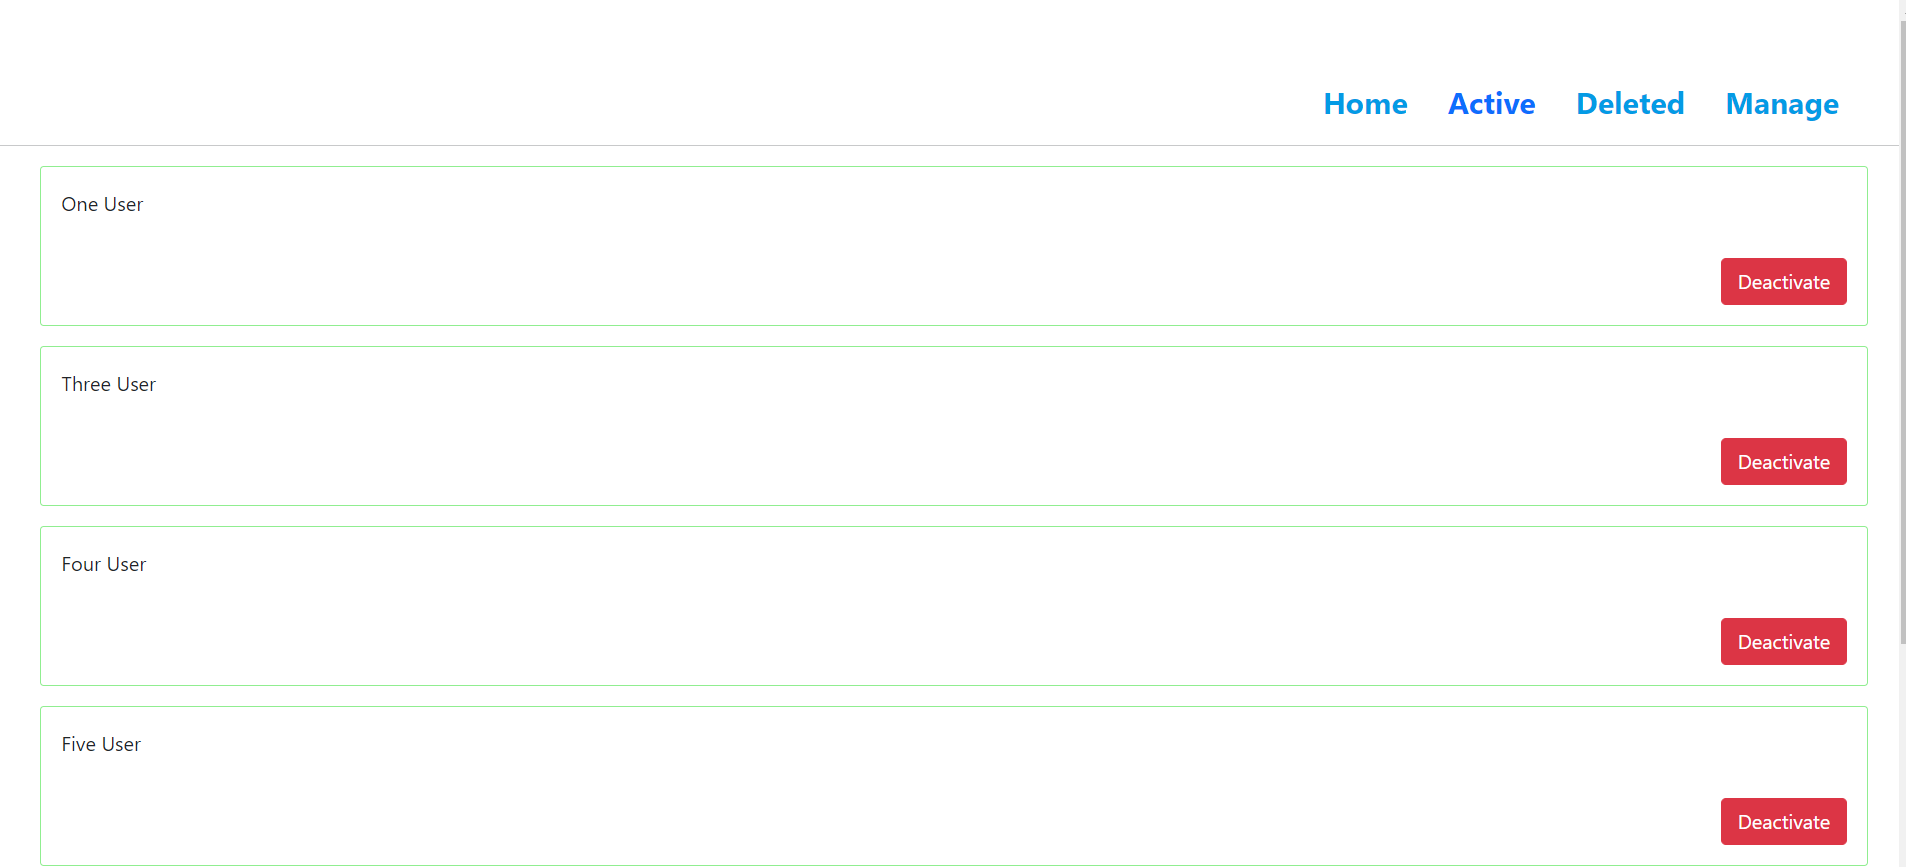 Home Active Deleted Manage
One User
Deactivate
Three User
Deactivate
Four User
Deactivate
Five User
Deactivate